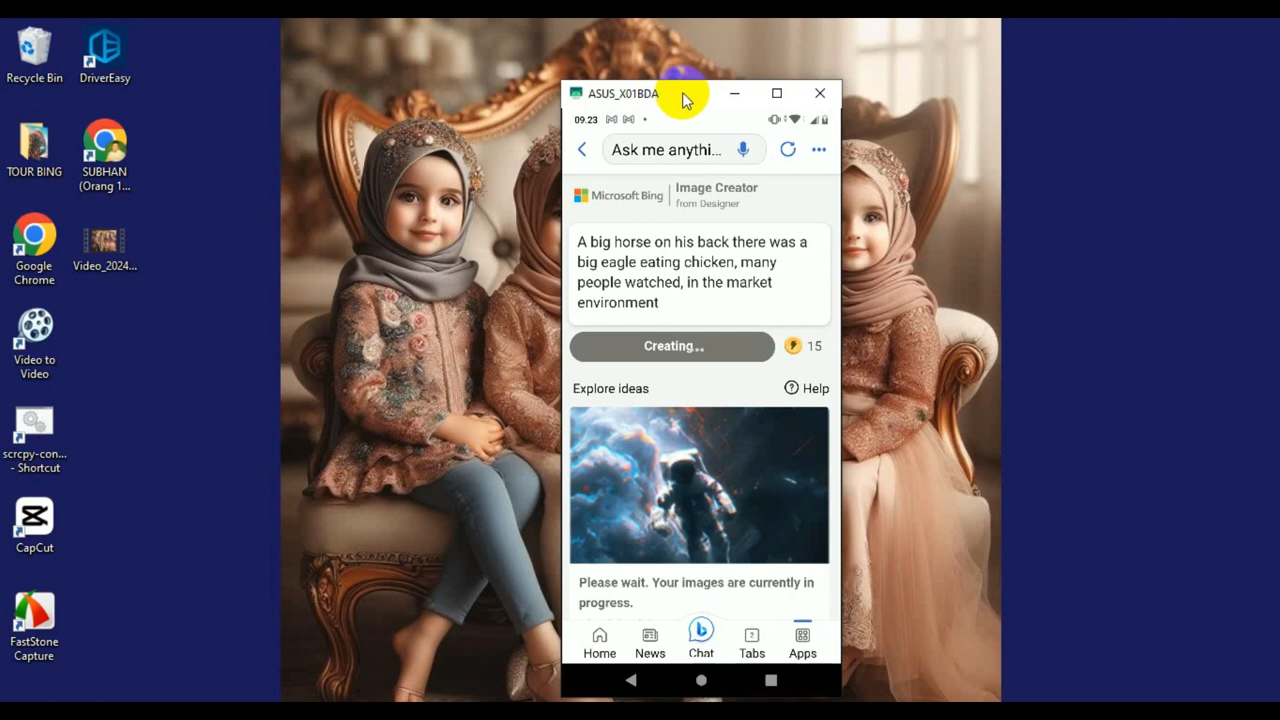 Recycle Bin
DriverEasy
TOUR BING
SUBHAN
(Orang 1...
Google
Chrome
Video_2024...
Video to
Video
scrcpy-con...
- Shortcut
CapCut
FastStone
Capture
ASUS_X01BDA
09.23
Ask me anythi...
Microsoft Bing
Image Creator
from Designer
A big horse on his back there was a
big eagle eating chicken, many
people watched, in the market
environment
Creating..
15
Explore ideas
Help
Please wait. Your images are currently in
progress.
Home
News
Chat
Tabs
Apps